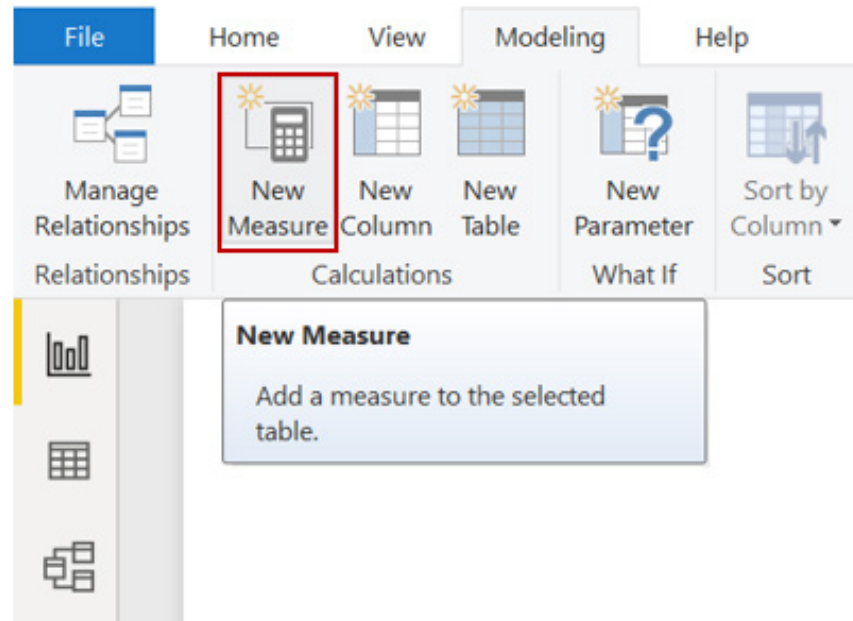 File Home View Modeling Help
Manage Relationships
New Measure
New Column
New Table
New Parameter
Sort by Column
Relationships Calculations What If Sort
New Measure
Add a measure to the selected
table.